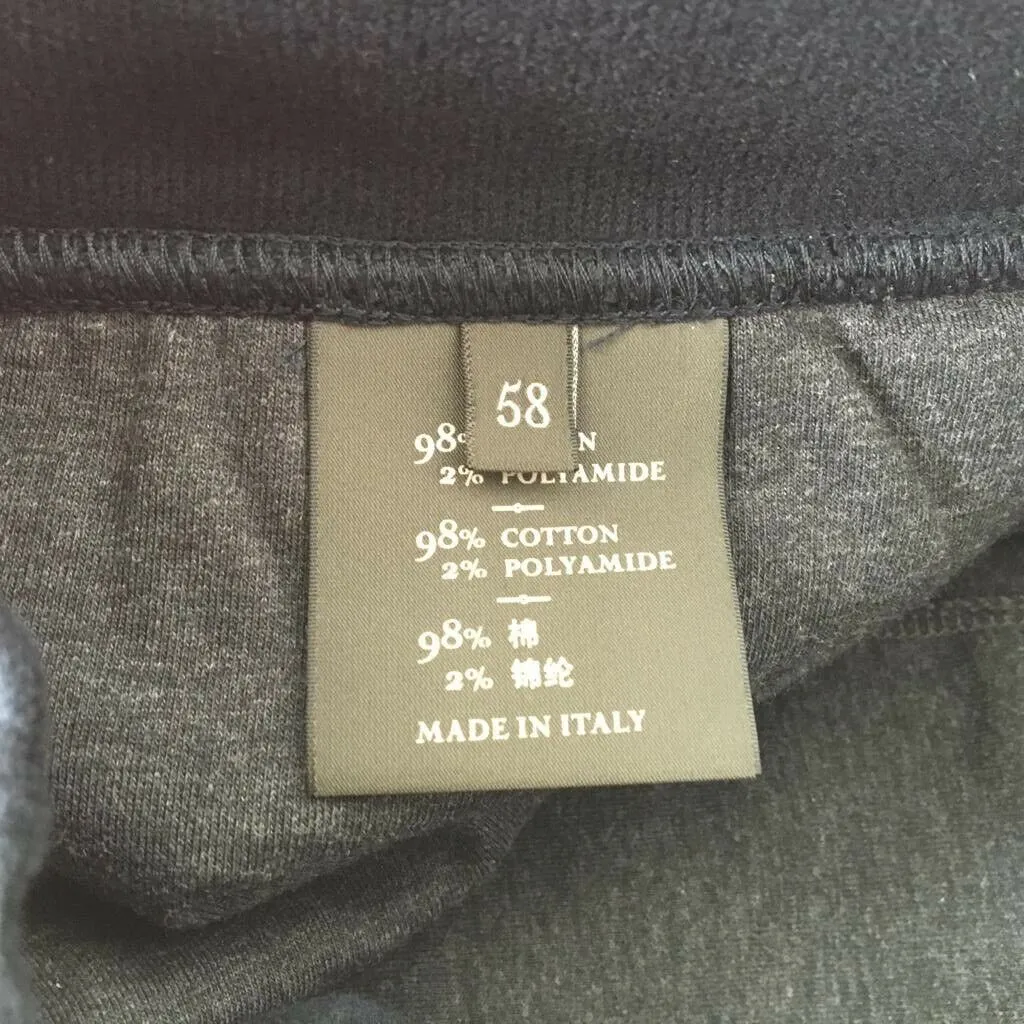 58
98%
2% POLYAMIDE
98% COTTON
2% POLYAMIDE
98% 棉
2% 锦纶
MADE IN ITALY